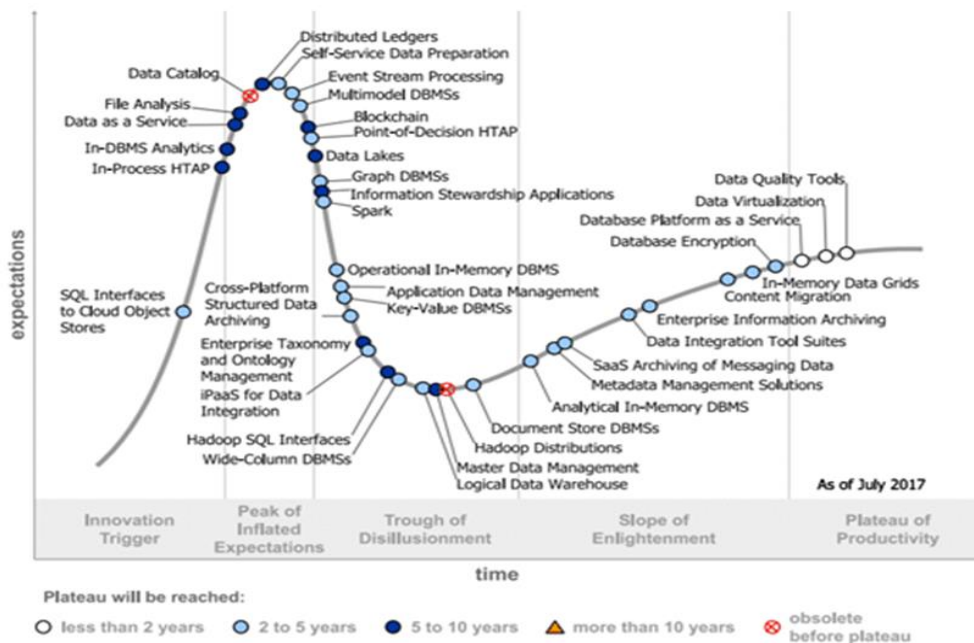 expectations
Distributed Ledgers
Self-Service Data Preparation
Data Catalog
Event Stream Processing
Multimodel DBMSs
File Analysis
Data as a Service
Blockchain
Point-of-Decision HTAP
In-DBMS Analytics
Data Lakes
In-Process HTAP
Graph DBMSs
Information Stewardship Applications
Spark
Data Quality Tools
Data Virtualization
Database Platform as a Service
Database Encryption
Operational In-Memory DBMS
Application Data Management
Key-Value DBMSs
In-Memory Data Grids
Content Migration
SQL Interfaces
to Cloud Object
Stores
Cross-Platform
Structured Data
Archiving
Enterprise Information Archiving
Data Integration Tool Suites
Enterprise Taxonomy
and Ontology
Management
iPaaS for Data
Integration
SaaS Archiving of Messaging Data
Metadata Management Solutions
Analytical In-Memory DBMS
Document Store DBMSs
Hadoop SQL Interfaces
Hadoop Distributions
Wide-Column DBMSs
Master Data Management
Logical Data Warehouse
As of July 2017
Innovation
Trigger
Peak of
Inflated
Expectations
Trough of
Disillusionment
Slope of
Enlightenment
Plateau of
Productivity
time
Plateau will be reached:
less than 2 years
2 to 5 years
5 to 10 years
more than 10 years
obsolete
before plateau